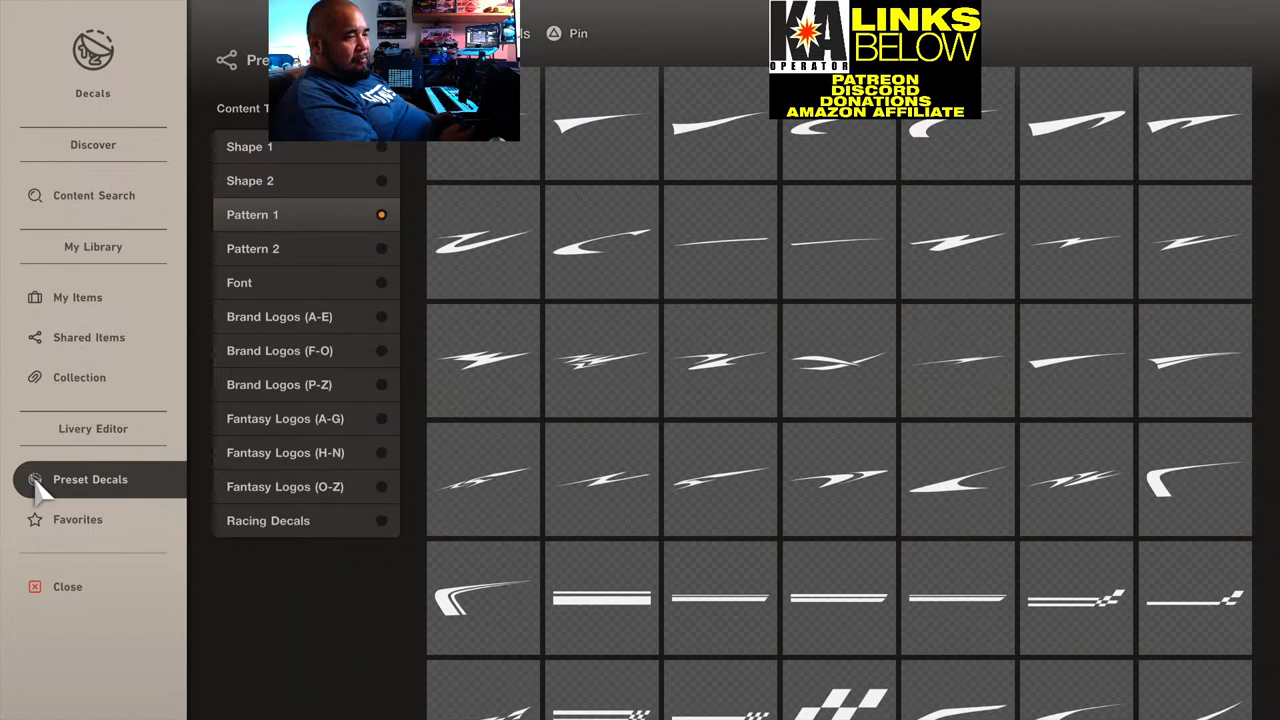 Decals
Discover
Content Search
My Library
My Items
Shared Items
Collection
Livery Editor
Preset Decals
Favorites
Close
Pin
Content
Shape 1
Shape 2
Pattern 1
Pattern 2
Font
Brand Logos (A-E)
Brand Logos (F-O)
Brand Logos (P-Z)
Fantasy Logos (A-G)
Fantasy Logos (H-N)
Fantasy Logos (O-Z)
Racing Decals
KA
OPERATOR
LINKS
BELOW
PATREON
DISCORD
DONATIONS
AMAZON AFFILIATE